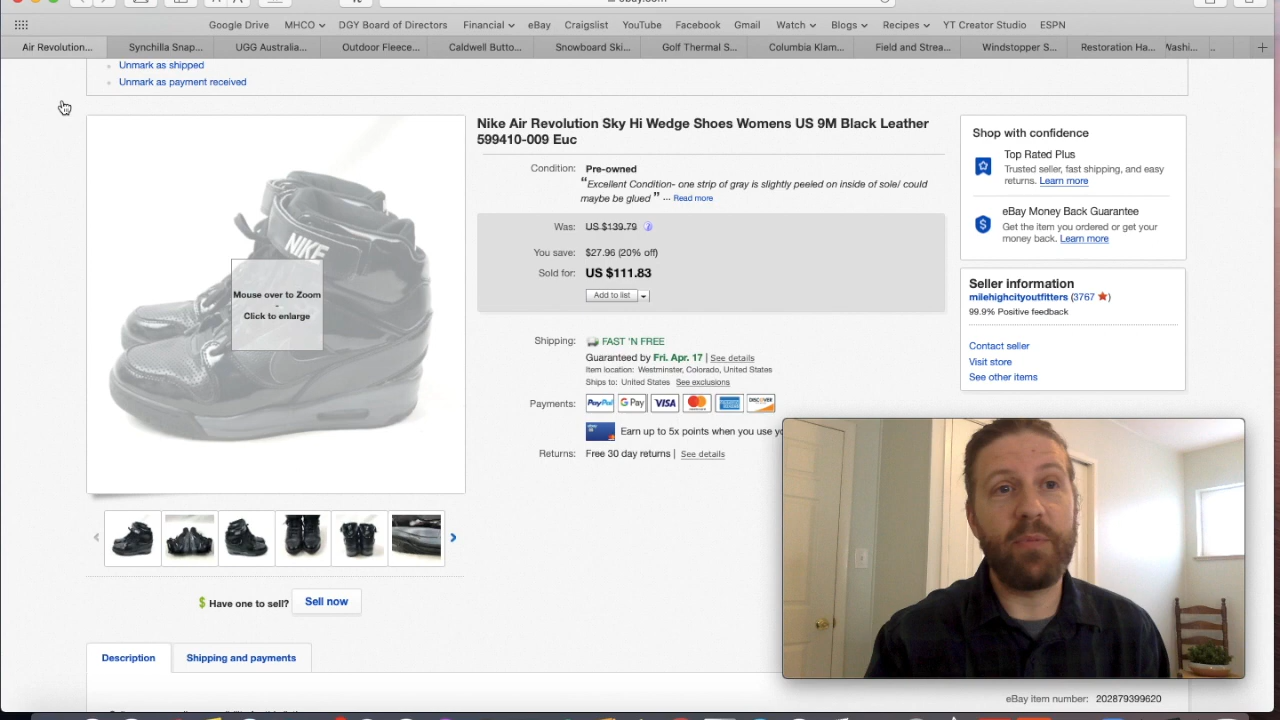 ebay.com
Google Drive MHCO DGY Board of Directors Financial eBay Craigslist YouTube Facebook Gmail Watch Blogs Recipes YT Creator Studio ESPN
Air Revolution... Synchilla Snap... UGG Australia... Outdoor Fleece... Caldwell Butto... Snowboard Ski... Golf Thermal S... Columbia Klam... Field and Strea... Windstopper S... Restoration Ha...
Unmark as shipped
Unmark as payment received
NIKE
Mouse over to Zoom
-
Click to enlarge
Have one to sell? Sell now
Nike Air Revolution Sky Hi Wedge Shoes Womens US 9M Black Leather
599410-009 Euc
Condition: Pre-owned
“Excellent Condition- one strip of gray is slightly peeled on inside of sole/ could
maybe be glued ” ... Read more
Was: US $139.79
You save: $27.96 (20% off)
Sold for: US $111.83
Add to list
Shipping: FAST 'N FREE
Guaranteed by Fri. Apr. 17 | See details
Item location: Westminster, Colorado, United States
Ships to: United States See exclusions
Payments: PayPal G Pay VISA DISCOVER
Earn up to 5x points when you use
Returns: Free 30 day returns | See details
Shop with confidence
Top Rated Plus
Trusted seller, fast shipping, and easy
returns. Learn more
eBay Money Back Guarantee
Get the item you ordered or get your
money back. Learn more
Seller information
milehighcityoutfitters (3767 )
99.9% Positive feedback
Contact seller
Visit store
See other items
Description Shipping and payments
eBay item number: 202879399620